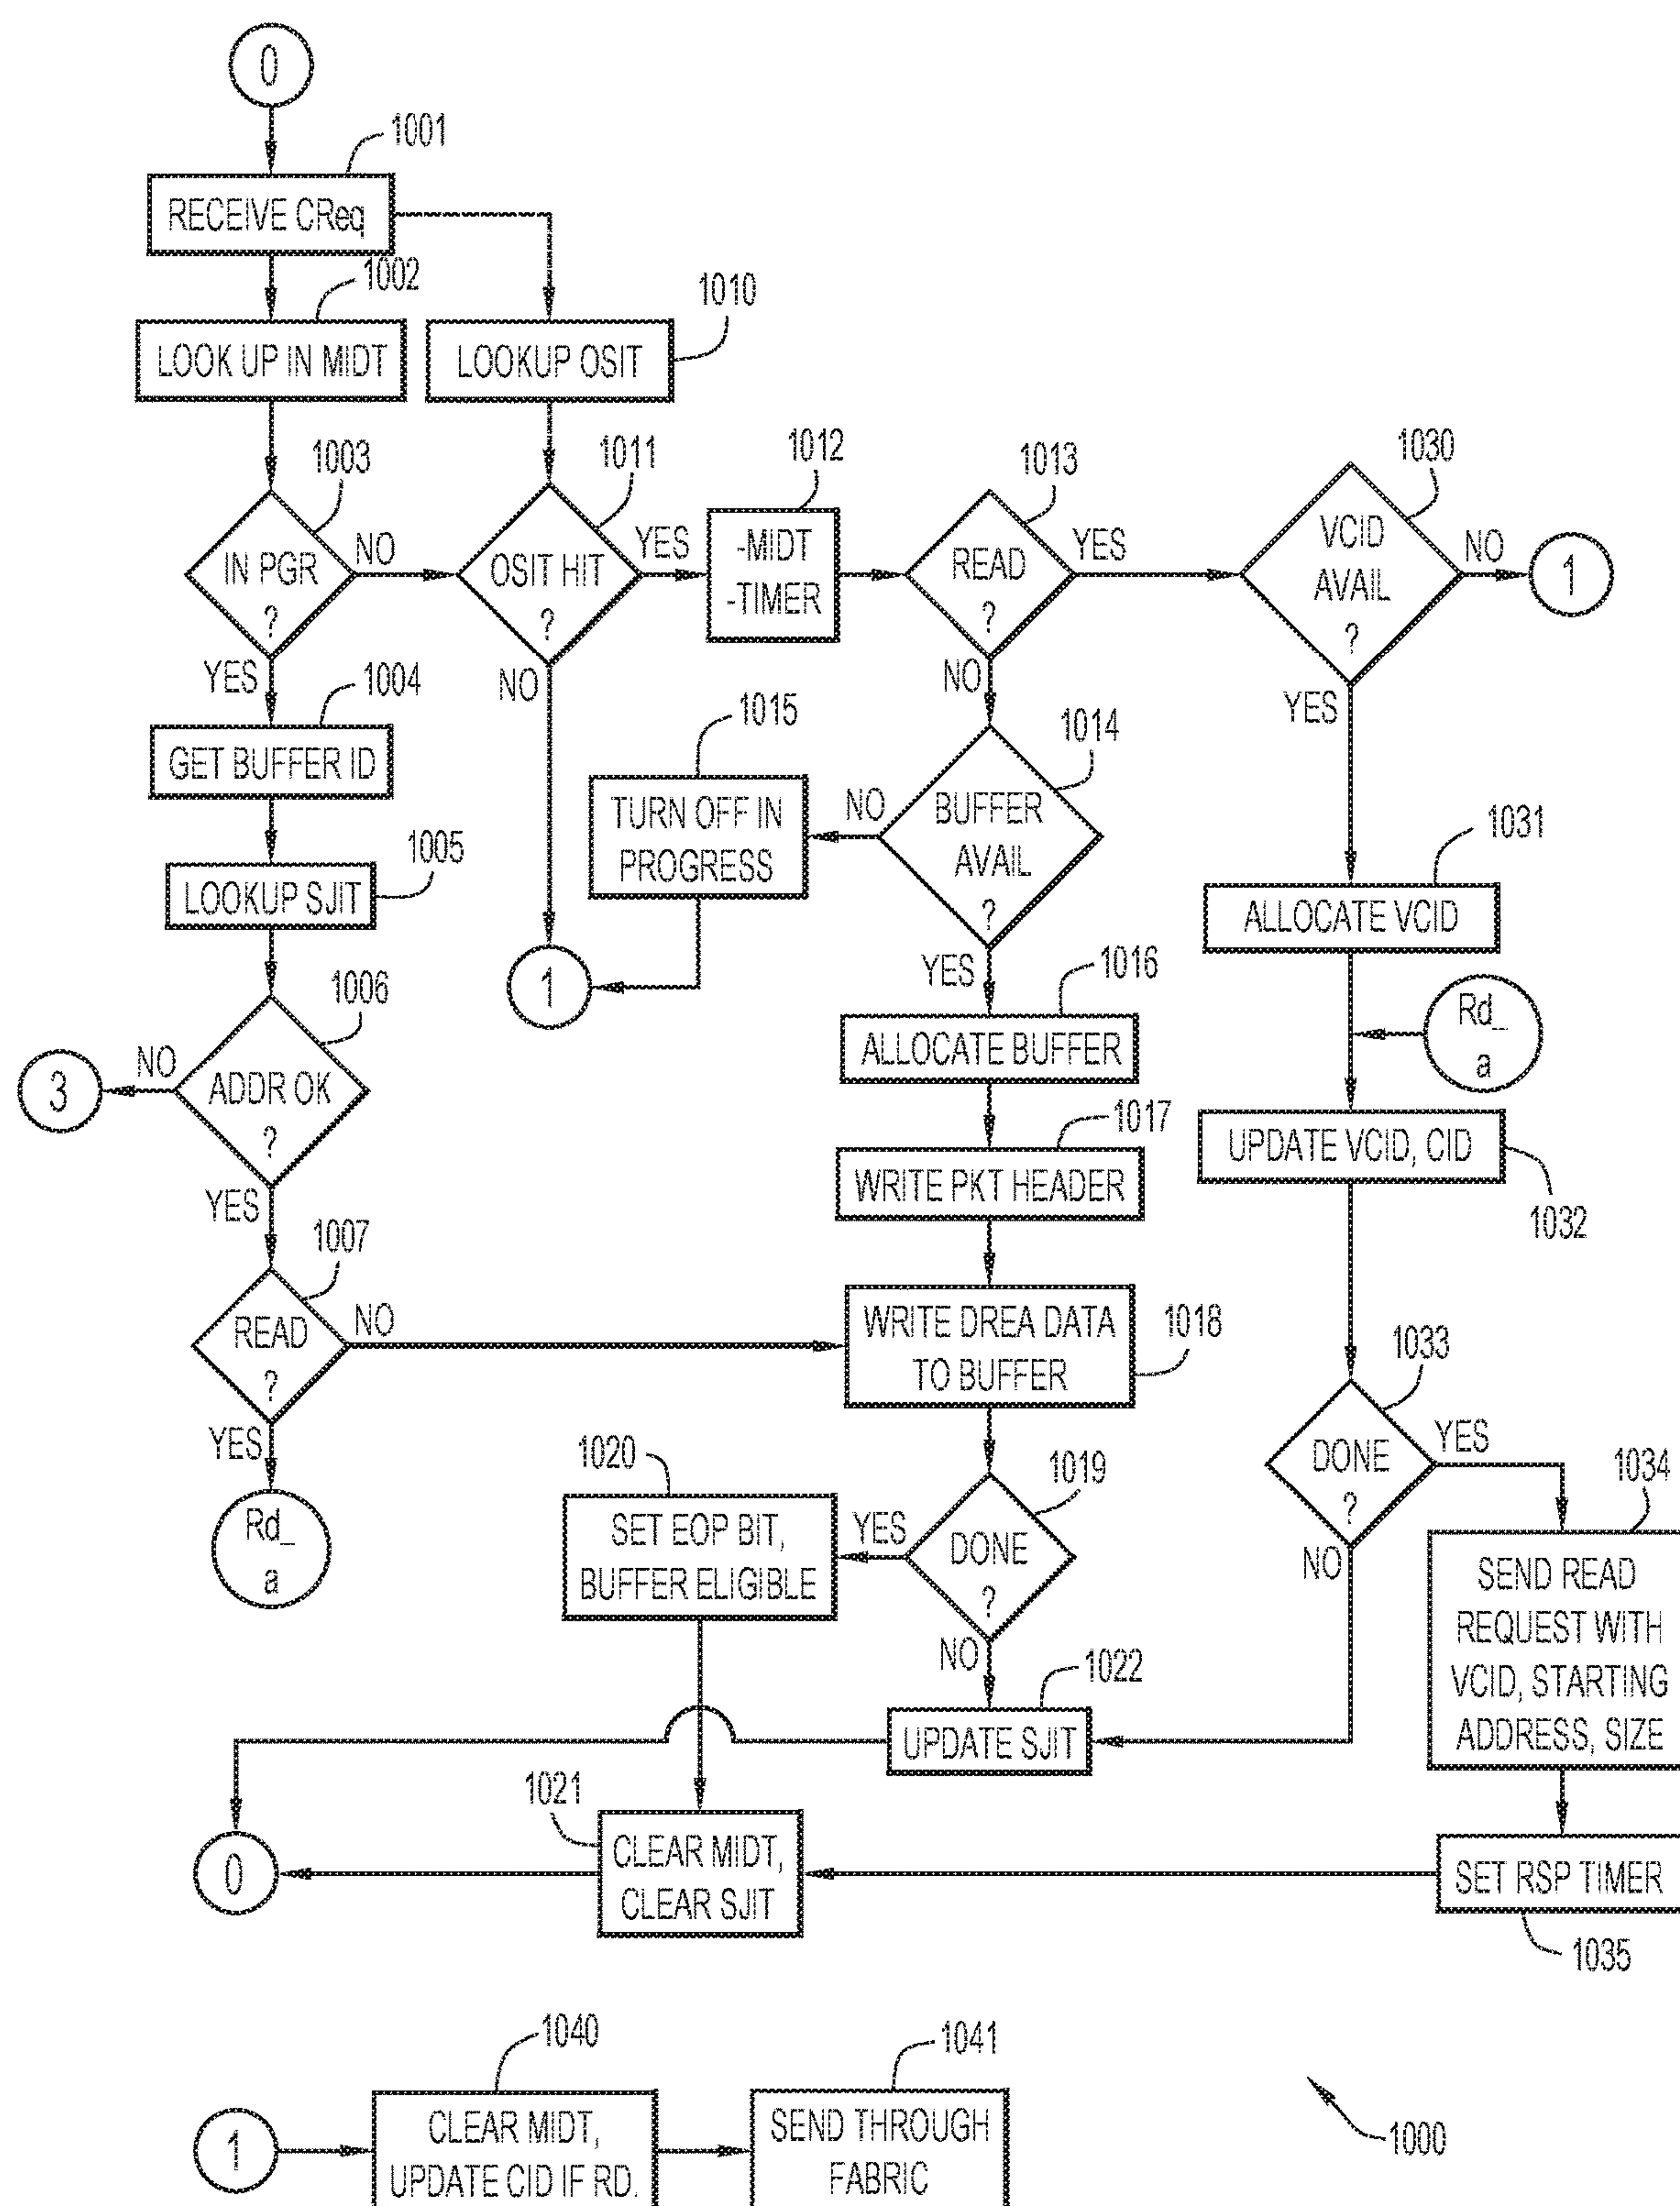 0
1001
RECEIVE CReq
1002
1010
LOOK UP IN MIDT
LOOKUP OSIT
1003
1011
1012
1013
1030
IN PGR
?
NO
YES
OSIT HIT
?
YES
NO
-MIDT
-TIMER
READ
?
YES
NO
VCID
AVAIL
?
NO
YES
1
1004
GET BUFFER ID
1015
TURN OFF IN
PROGRESS
1014
BUFFER
AVAIL
?
NO
YES
1031
ALLOCATE VCID
1005
LOOKUP SJIT
1
1006
ADDR OK
?
NO
YES
3
1016
ALLOCATE BUFFER
Rd_
a
1017
WRITE PKT HEADER
UPDATE VCID, CID
1032
1007
READ
?
NO
YES
WRITE DREA DATA
TO BUFFER
1018
1033
DONE
?
YES
NO
Rd_
a
1020
SET EOP BIT,
BUFFER ELIGIBLE
1019
DONE
?
YES
NO
1034
SEND READ
REQUEST WITH
VCID, STARTING
ADDRESS, SIZE
1022
UPDATE SJIT
1021
CLEAR MIDT,
CLEAR SJIT
0
SET RSP TIMER
1035
1040
1041
1
CLEAR MIDT,
UPDATE CID IF RD.
SEND THROUGH
FABRIC
1000